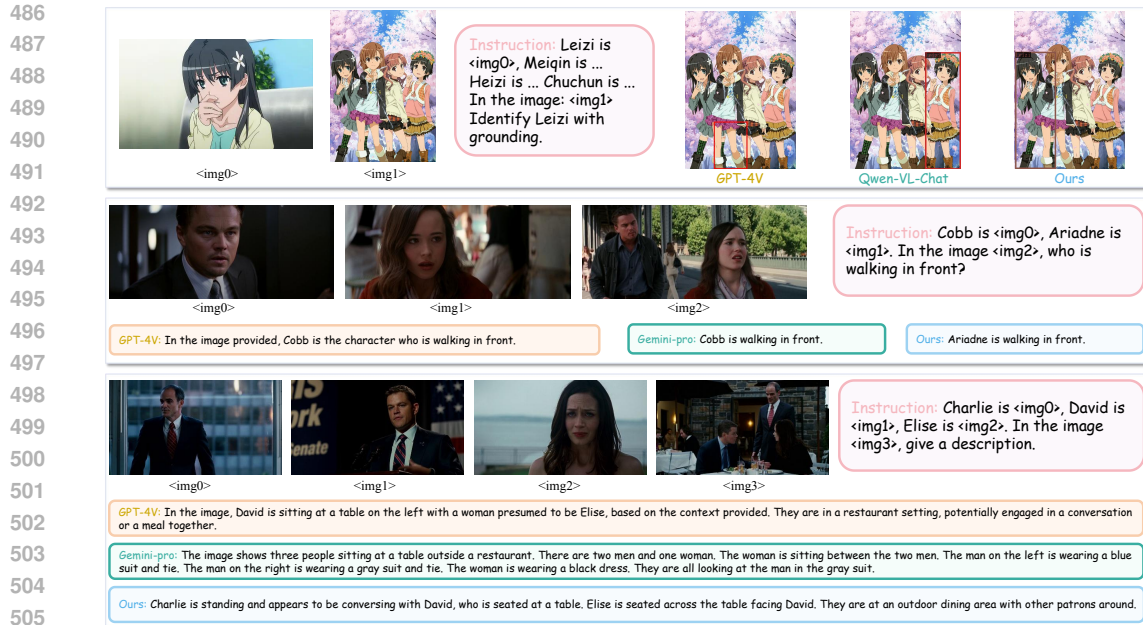 486
487
488
489
490
491
492
493
494
495
496
497
498
499
500
501
502
503
504
505
Instruction: Leizi is
<img0>, Meiqin is ...
Heizi is ... Chuchun is ...
In the image: <img1>
Identify Leizi with
grounding.
<img0>
<img1>
GPT-4V
Qwen-VL-Chat
Ours
Instruction: Cobb is <img0>, Ariadne is
<img1>. In the image <img2>, who is
walking in front?
<img0>
<img1>
<img2>
GPT-4V: In the image provided, Cobb is the character who is walking in front.
Gemini-pro: Cobb is walking in front.
Ours: Ariadne is walking in front.
NS
ork
Senate
Instruction: Charlie is <img0>, David is
<img1>, Elise is <img2>. In the image
<img3>, give a description.
<img0>
<img1>
<img2>
<img3>
GPT-4V: In the image, David is sitting at a table on the left with a woman presumed to be Elise, based on the context provided. They are in a restaurant setting, potentially engaged in a conversation
or a meal together.
Gemini-pro: The image shows three people sitting at a table outside a restaurant. There are two men and one woman. The woman is sitting between the two men. The man on the left is wearing a blue
suit and tie. The man on the right is wearing a gray suit and tie. The woman is wearing a black dress. They are all looking at the man in the gray suit.
Ours: Charlie is standing and appears to be conversing with David, who is seated at a table. Elise is seated across the table facing David. They are at an outdoor dining area with other patrons around.